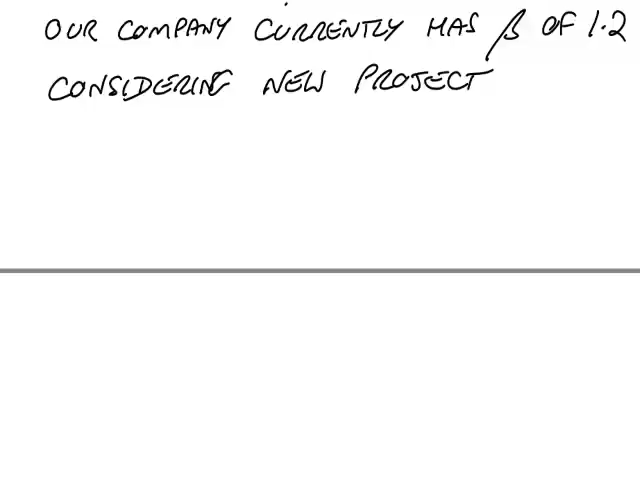 OUR COMPANY CURRENTLY HAS β OF 1.2
CONSIDERING NEW PROJECT